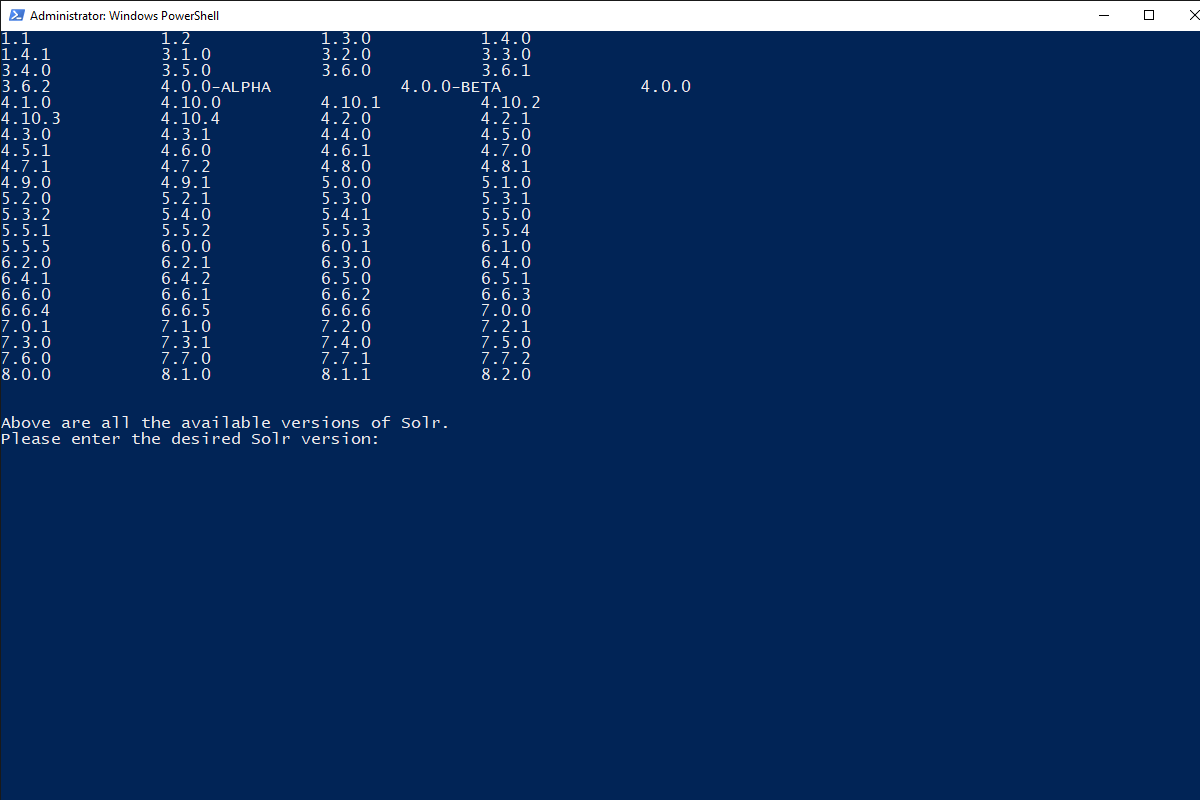 Administrator: Windows PowerShell
1.1 1.2 1.3.0 1.4.0
1.4.1 3.1.0 3.2.0 3.3.0
3.4.0 3.5.0 3.6.0 3.6.1
3.6.2 4.0.0-ALPHA 4.0.0-BETA 4.0.0
4.1.0 4.10.0 4.10.1 4.10.2
4.10.3 4.10.4 4.2.0 4.2.1
4.3.0 4.3.1 4.4.0 4.5.0
4.5.1 4.6.0 4.6.1 4.7.0
4.7.1 4.7.2 4.8.0 4.8.1
4.9.0 4.9.1 5.0.0 5.1.0
5.2.0 5.2.1 5.3.0 5.3.1
5.3.2 5.4.0 5.4.1 5.5.0
5.5.1 5.5.2 5.5.3 5.5.4
5.5.5 6.0.0 6.0.1 6.1.0
6.2.0 6.2.1 6.3.0 6.4.0
6.4.1 6.4.2 6.5.0 6.5.1
6.6.0 6.6.1 6.6.2 6.6.3
6.6.4 6.6.5 6.6.6 7.0.0
7.0.1 7.1.0 7.2.0 7.2.1
7.3.0 7.3.1 7.4.0 7.5.0
7.6.0 7.7.0 7.7.1 7.7.2
8.0.0 8.1.0 8.1.1 8.2.0
Above are all the available versions of Solr.
Please enter the desired Solr version: